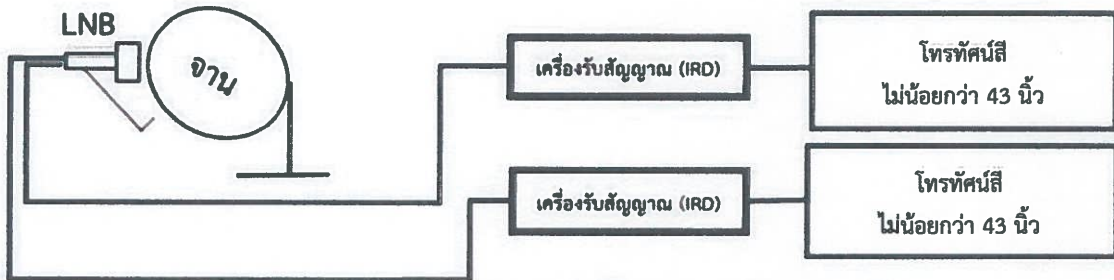 LNB
จาน
เครื่องรับสัญญาณ (IRD)
โทรทัศน์สี
ไม่น้อยกว่า 43 นิ้ว
เครื่องรับสัญญาณ (IRD)
โทรทัศน์สี
ไม่น้อยกว่า 43 นิ้ว